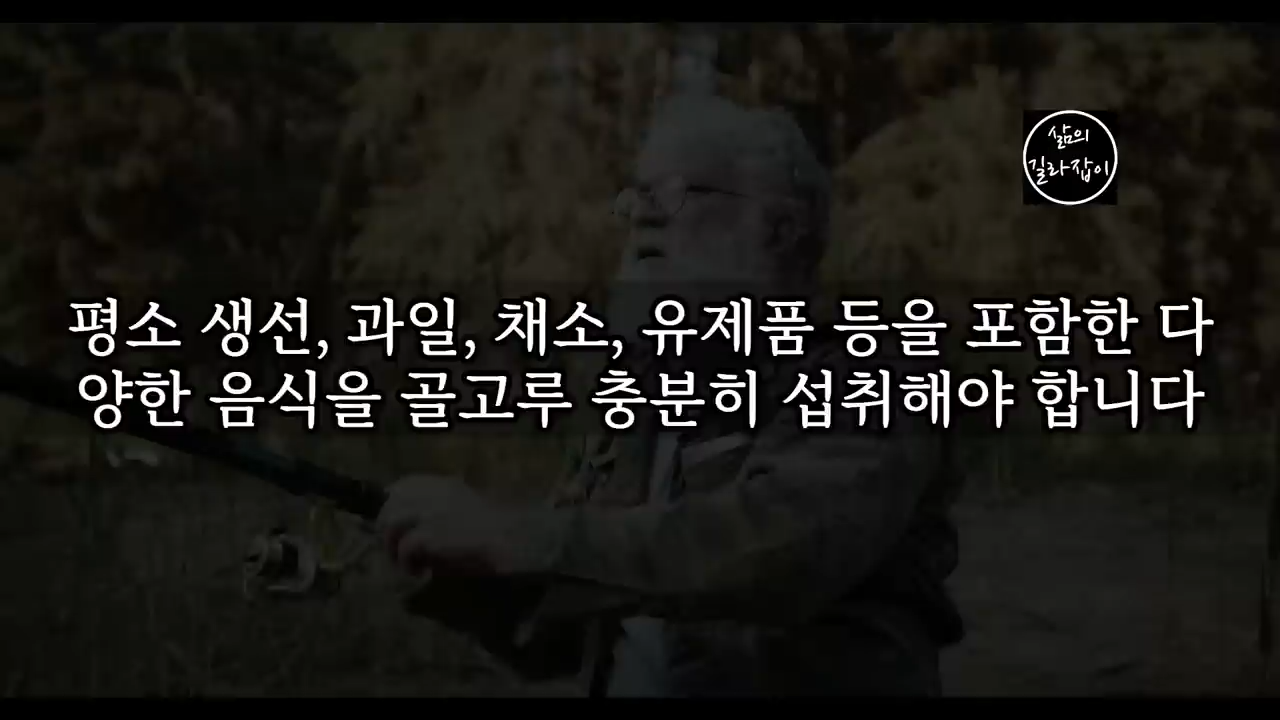 삶의
길라잡이
평소 생선, 과일, 채소, 유제품 등을 포함한 다
양한 음식을 골고루 충분히 섭취해야 합니다